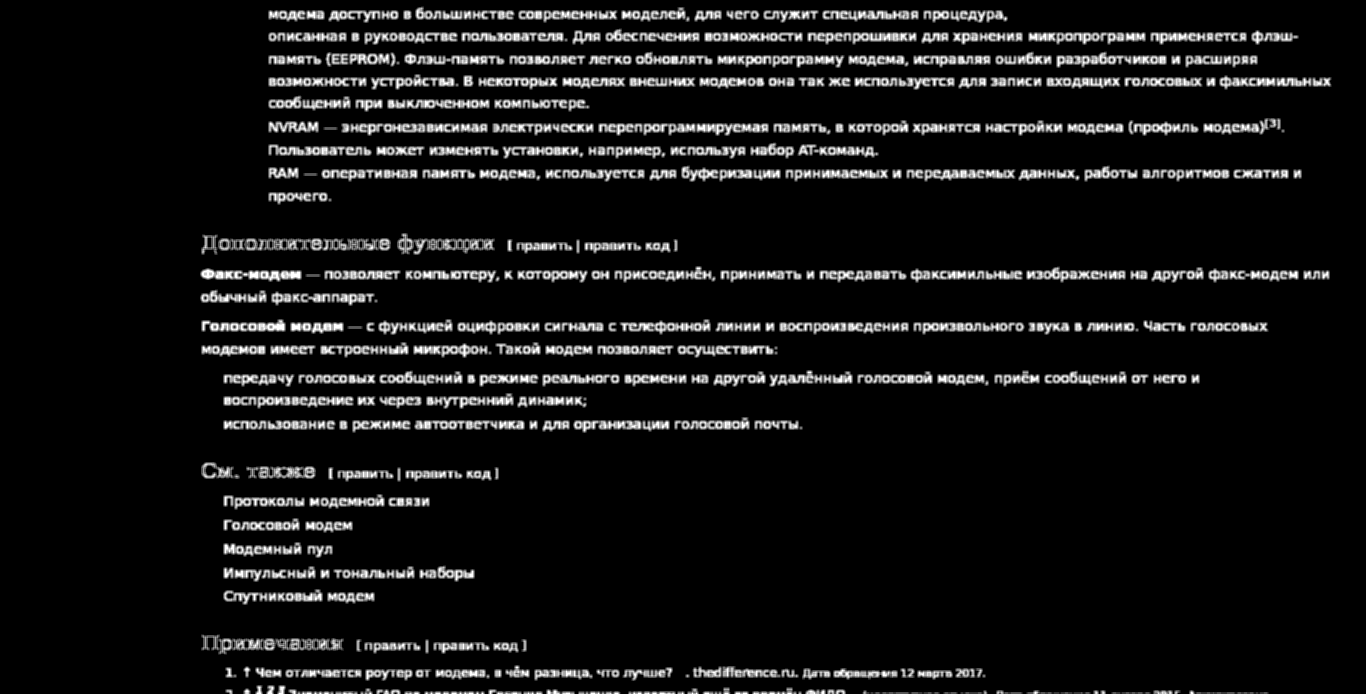 модема доступно в большинстве современных моделей, для чего служит специальная процедура,
описанная в руководстве пользователя. Для обеспечения возможности перепрошивки для хранения микропрограмм применяется флэш-
память (EEPROM). Флэш-память позволяет легко обновлять микропрограмму модема, исправляя ошибки разработчиков и расширяя
возможности устройства. В некоторых моделях внешних модемов она так же используется для записи входящих голосовых и факсимильных
сообщений при выключенном компьютере.
NVRAM — энергонезависимая электрически перепрограммируемая память, в которой хранятся настройки модема (профиль модема)[3].
Пользователь может изменять установки, например, используя набор AT-команд.
RAM — оперативная память модема, используется для буферизации принимаемых и передаваемых данных, работы алгоритмов сжатия и
прочего.
Дополнительные функции [ править | править код ]
Факс-модем — позволяет компьютеру, к которому он присоединён, принимать и передавать факсимильные изображения на другой факс-модем или
обычный факс-аппарат.
Голосовой модем — с функцией оцифровки сигнала с телефонной линии и воспроизведения произвольного звука в линию. Часть голосовых
модемов имеет встроенный микрофон. Такой модем позволяет осуществить:
передачу голосовых сообщений в режиме реального времени на другой удалённый голосовой модем, приём сообщений от него и
воспроизведение их через внутренний динамик;
использование в режиме автоответчика и для организации голосовой почты.
См. также [ править | править код ]
Протоколы модемной связи
Голосовой модем
Модемный пул
Импульсный и тональный наборы
Спутниковый модем
Примечания [ править | править код ]
1. ↑ Чем отличается роутер от модема, в чём разница, что лучше? . thedifference.ru. Дата обращения 12 марта 2017.